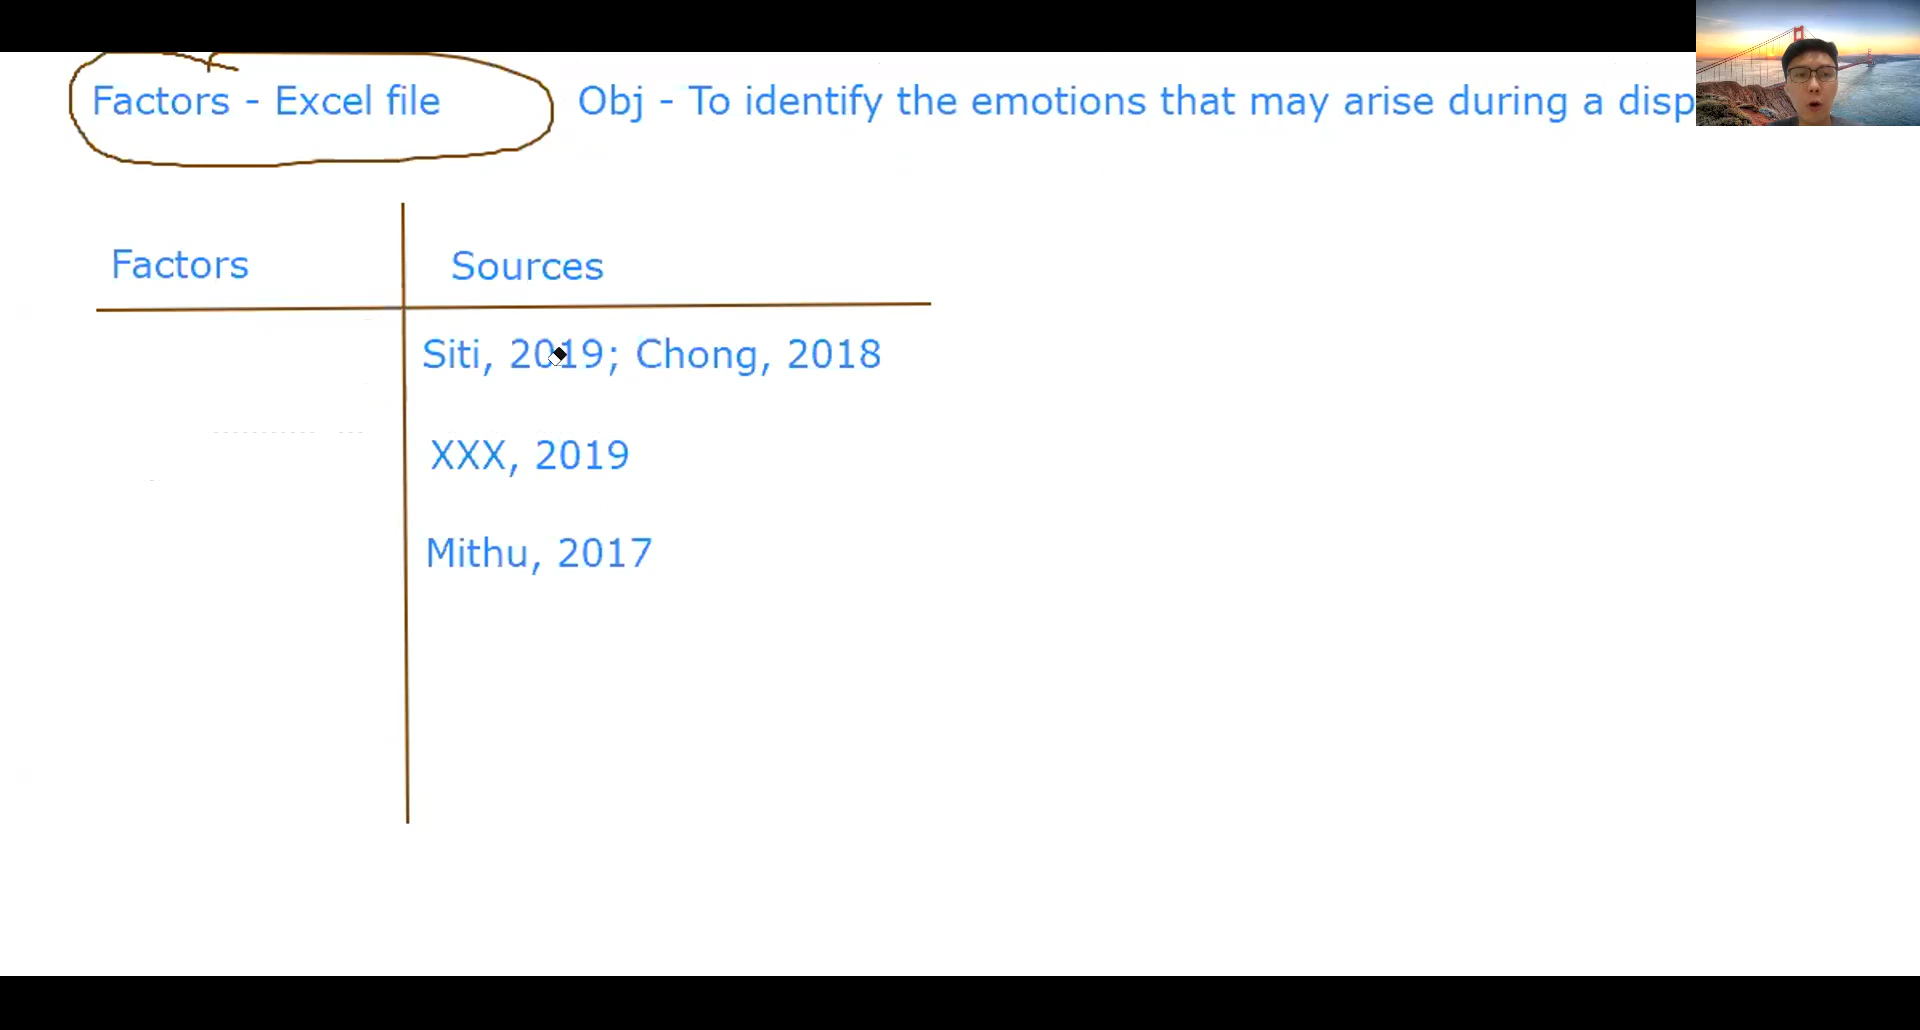 Factors - Excel file
Obj - To identify the emotions that may arise during a disp
Factors
Sources
Siti, 2019; Chong, 2018
XXX, 2019
Mithu, 2017